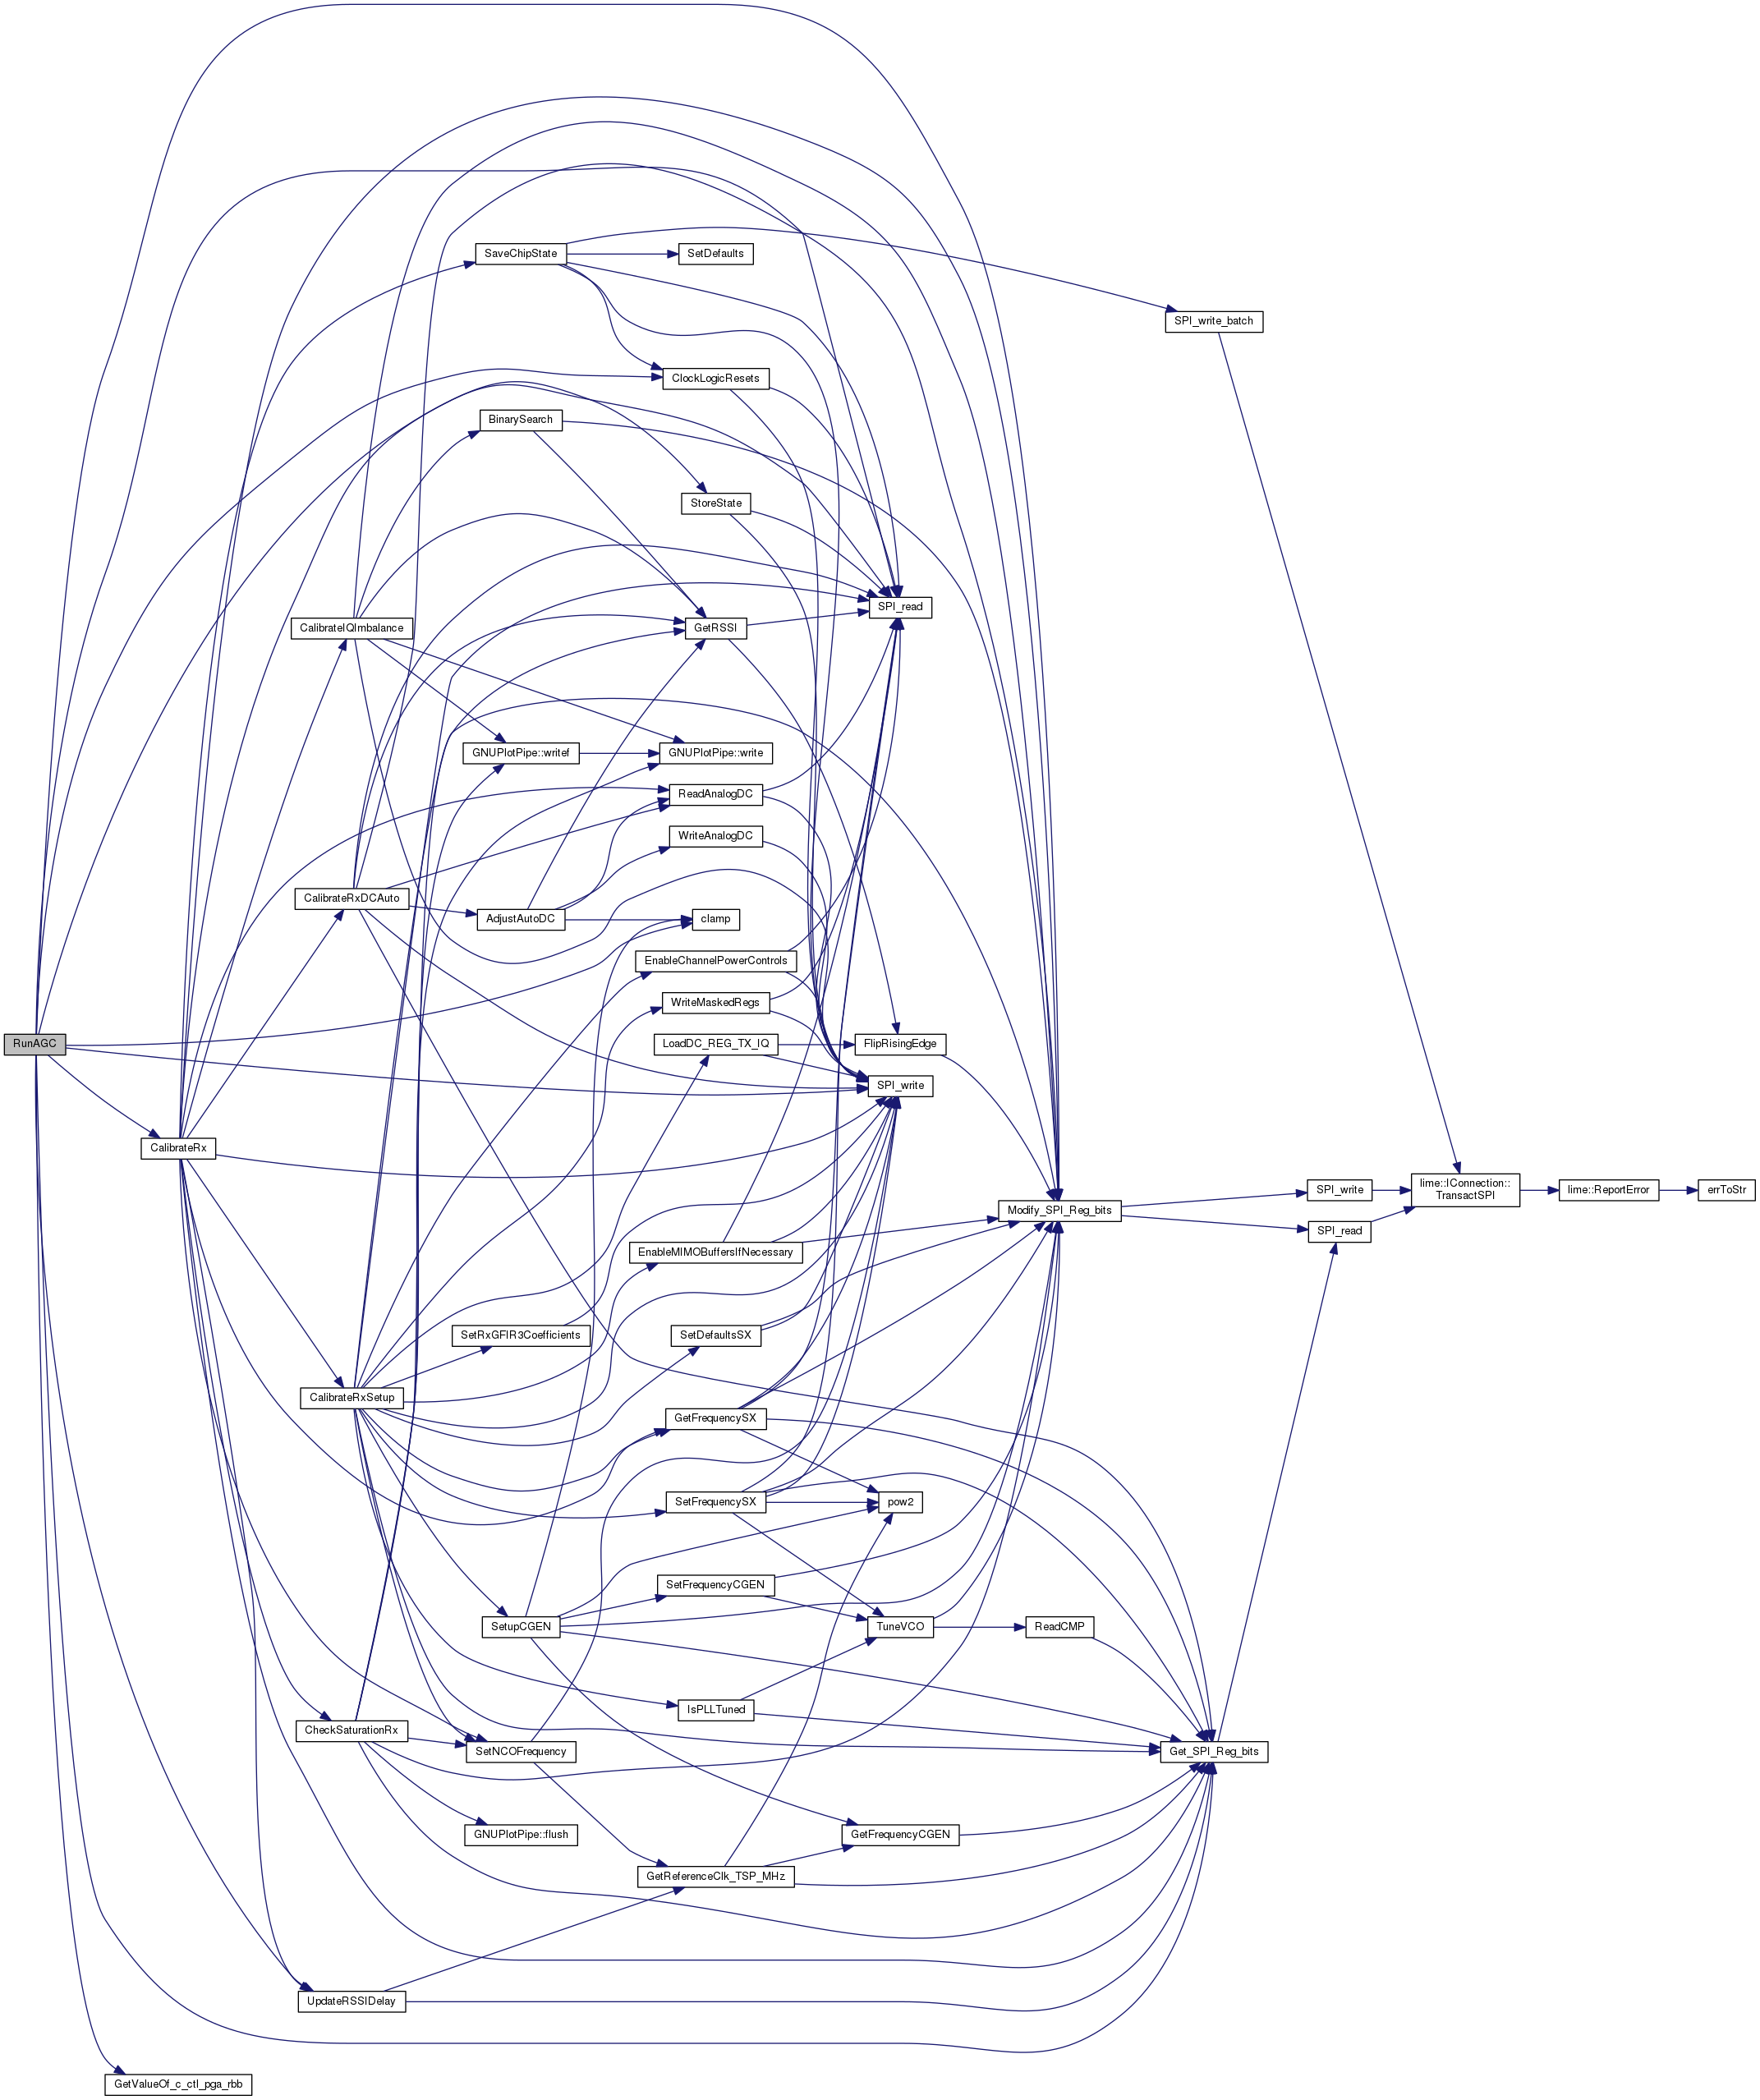 SaveChipState
SetDefaults
SPI_write_batch
ClockLogicResets
BinarySearch
StoreState
SPI_read
CalibrateIQImbalance
GetRSSI
GNUPlotPipe::writef
GNUPlotPipe::write
ReadAnalogDC
WriteAnalogDC
CalibrateRxDCAuto
AdjustAutoDC
clamp
EnableChannelPowerControls
WriteMaskedRegs
RunAGC
LoadDC_REG_TX_IQ
FlipRisingEdge
SPI_write
CalibrateRx
Modify_SPI_Reg_bits
SPI_write
lime::IConnection::
TransactSPI
lime::ReportError
errToStr
SPI_read
EnableMIMOBuffersIfNecessary
SetRxGFIR3Coefficients
SetDefaultsSX
CalibrateRxSetup
GetFrequencySX
SetFrequencySX
pow2
SetFrequencyCGEN
SetupCGEN
TuneVCO
ReadCMP
IsPLLTuned
CheckSaturationRx
SetNCOFrequency
Get_SPI_Reg_bits
GNUPlotPipe::flush
GetFrequencyCGEN
GetReferenceClk_TSP_MHz
UpdateRSSIDelay
GetValueOf_c_ctl_pga_rbb